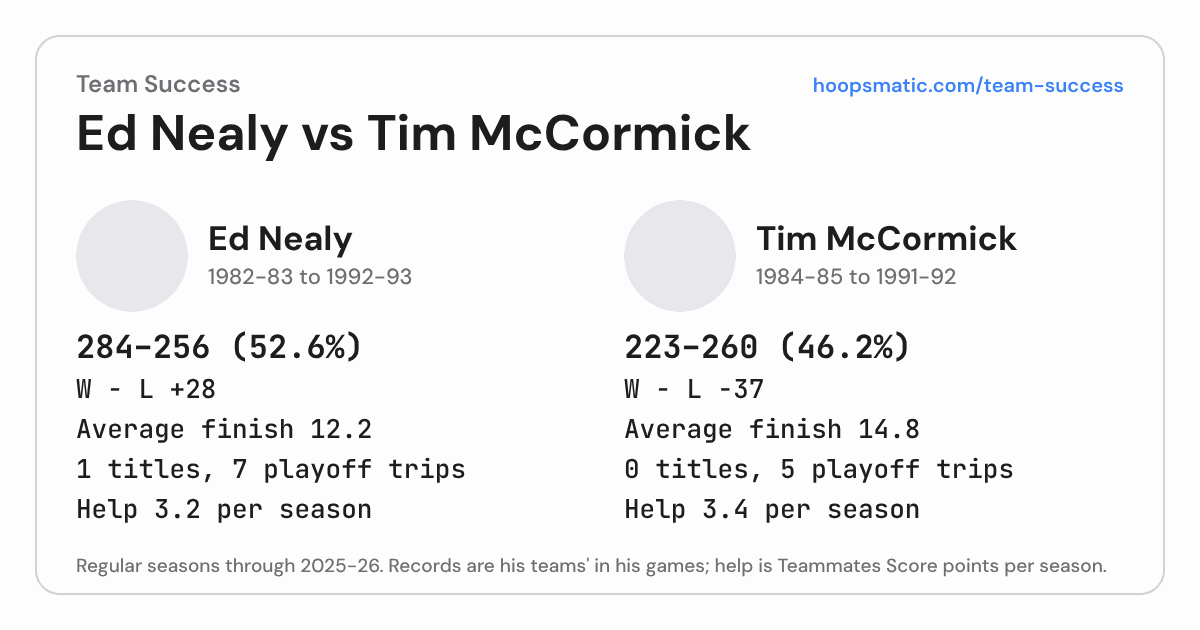 Team Success
hoopsmatic.com/team-success
Ed Nealy vs Tim McCormick
Ed Nealy
1982-83 to 1992-93
284-256 (52.6%)
W - L +28
Average finish 12.2
1 titles, 7 playoff trips
Help 3.2 per season
Tim McCormick
1984-85 to 1991-92
223-260 (46.2%)
W - L -37
Average finish 14.8
0 titles, 5 playoff trips
Help 3.4 per season
Regular seasons through 2025-26. Records are his teams' in his games; help is Teammates Score points per season.